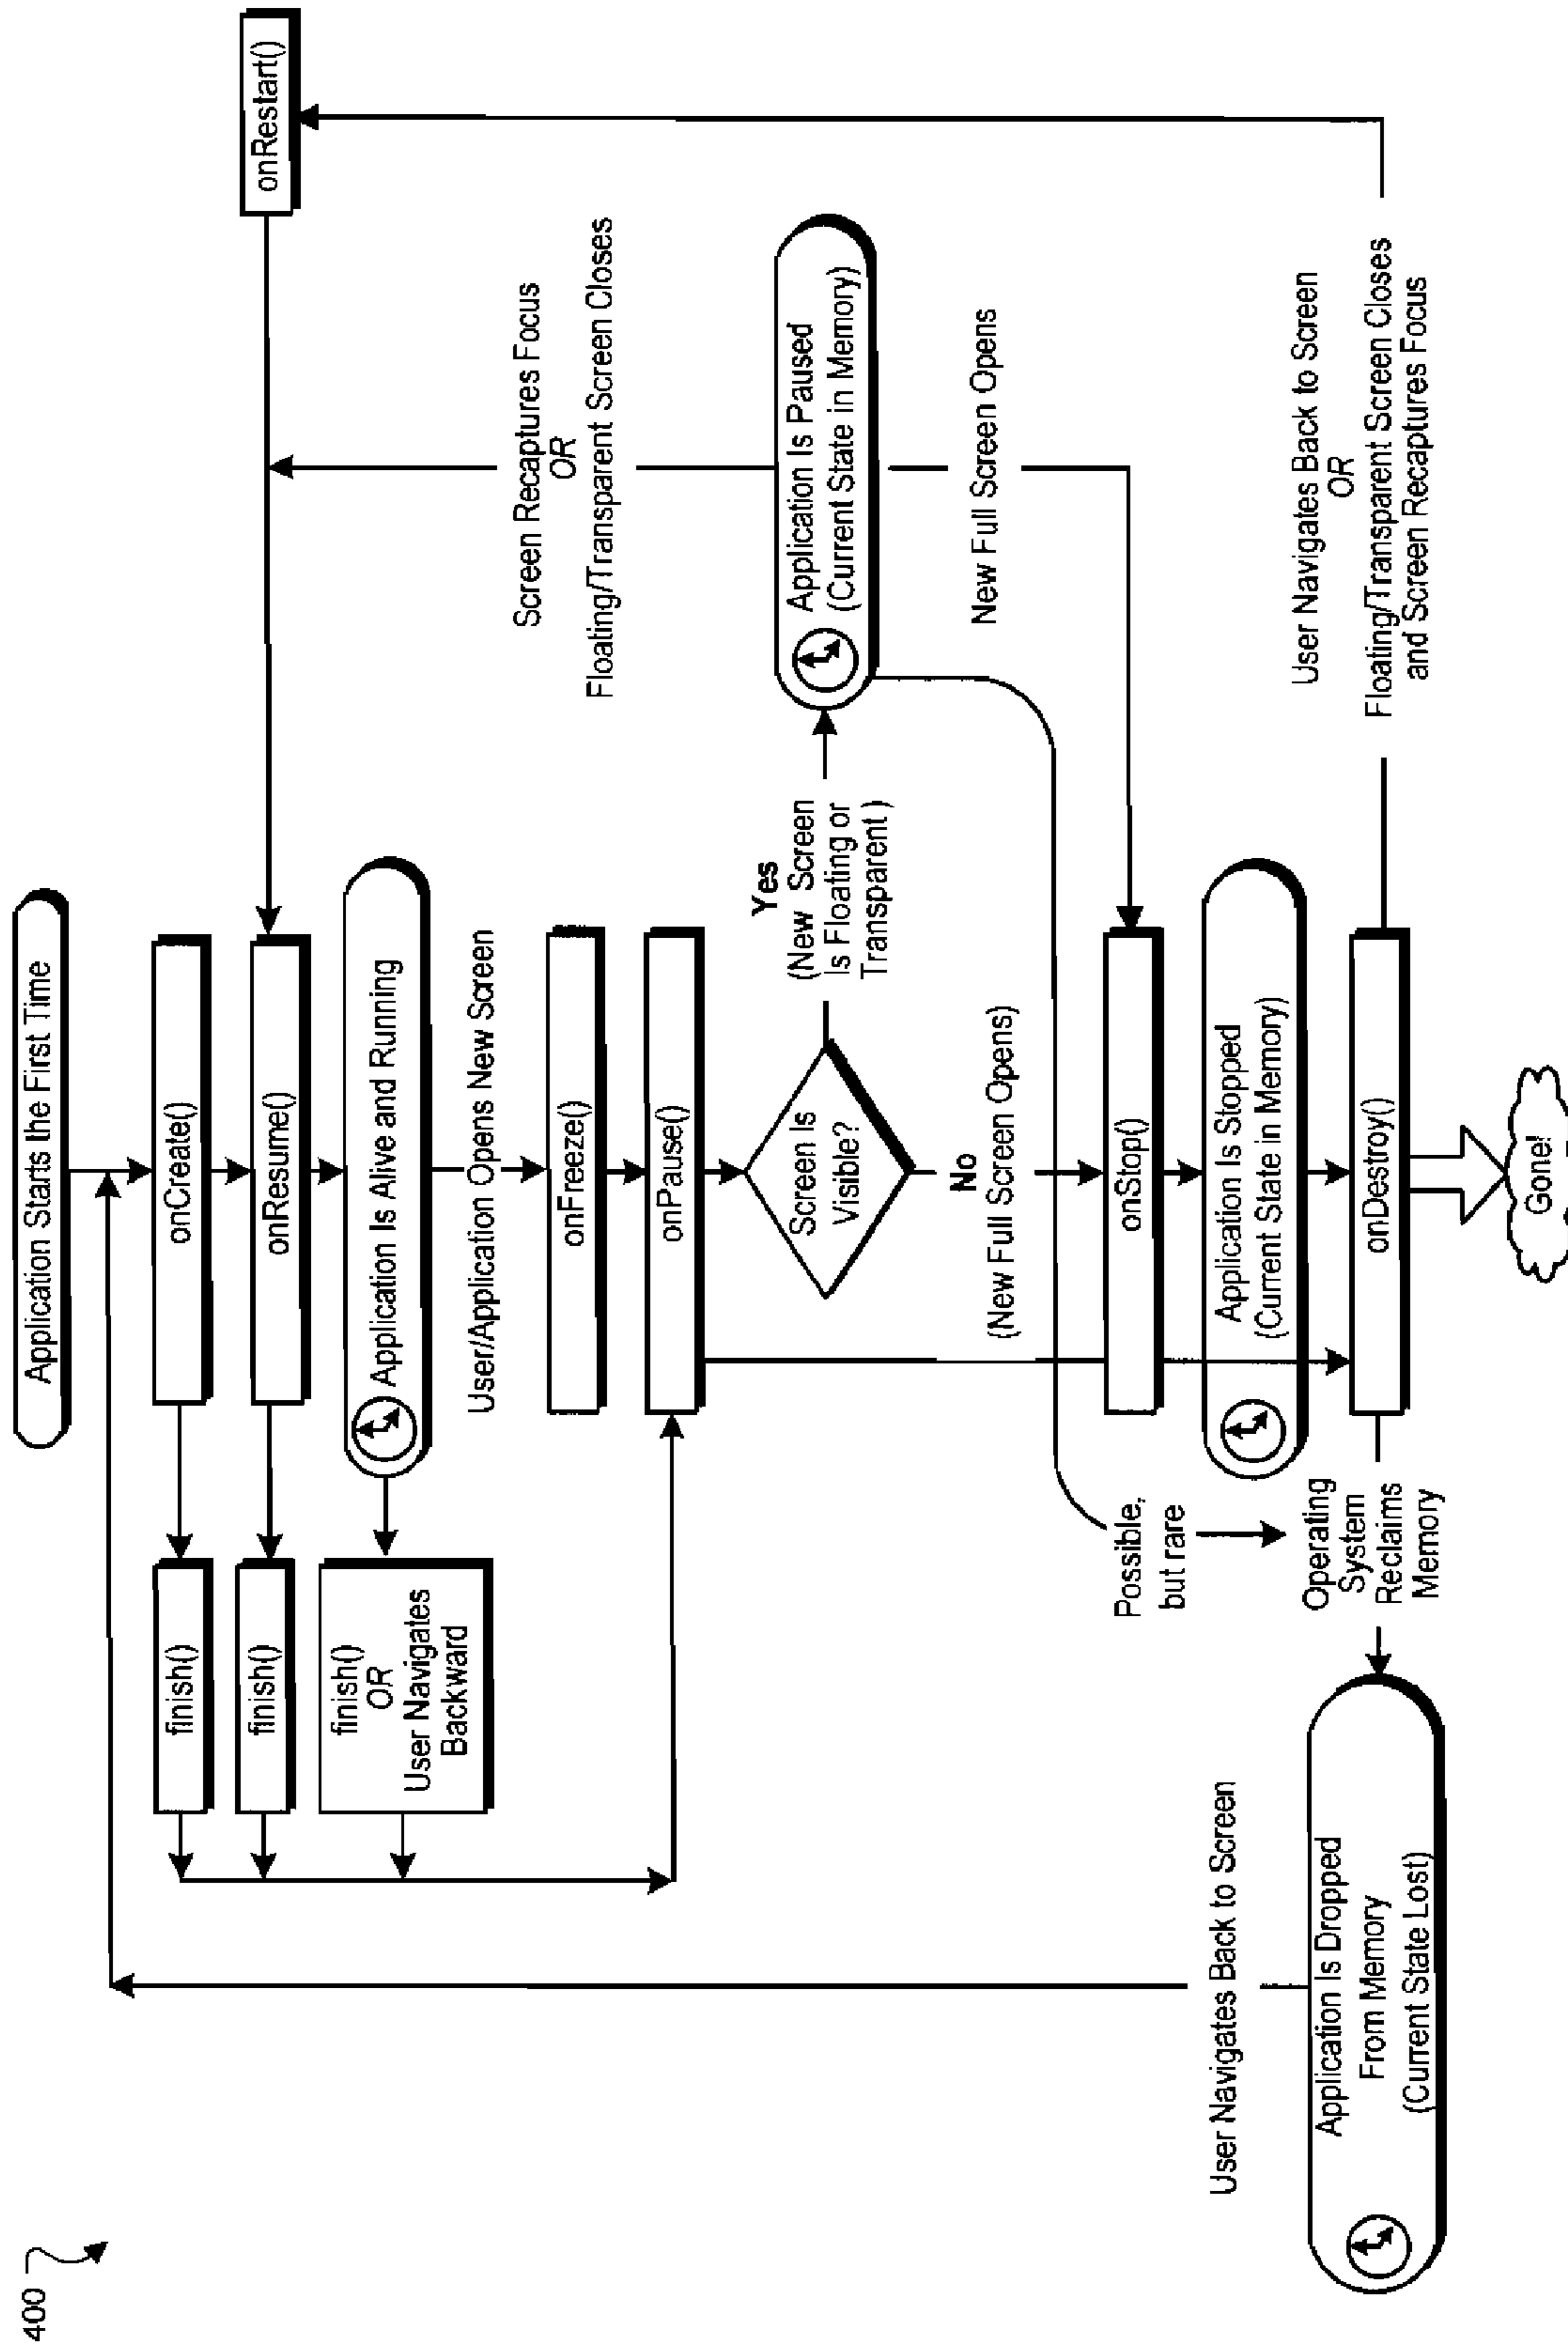 400
Application Starts the First Time
onCreate()
finish()
onResume()
finish()
onRestart()
Application Is Alive and Running
finish()
OR
User Navigates
Backward
User/Application Opens New Screen
Screen Recaptures Focus
OR
Floating/Transparent Screen Closes
onFreeze()
onPause()
Screen Is
Visible?
Yes
(New Screen
Is Floating or
Transparent )
Application Is Paused
(Current State in Memory)
No
(New Full Screen Opens)
New Full Screen Opens
onStop()
Possible,
but rare
Application Is Stopped
(Current State in Memory)
User Navigates Back to Screen
User Navigates Back to Screen
OR
Floating/Transparent Screen Closes
and Screen Recaptures Focus
Operating
System
Reclaims
Memory
onDestroy()
Application Is Dropped
From Memory
(Current State Lost)
Gone!